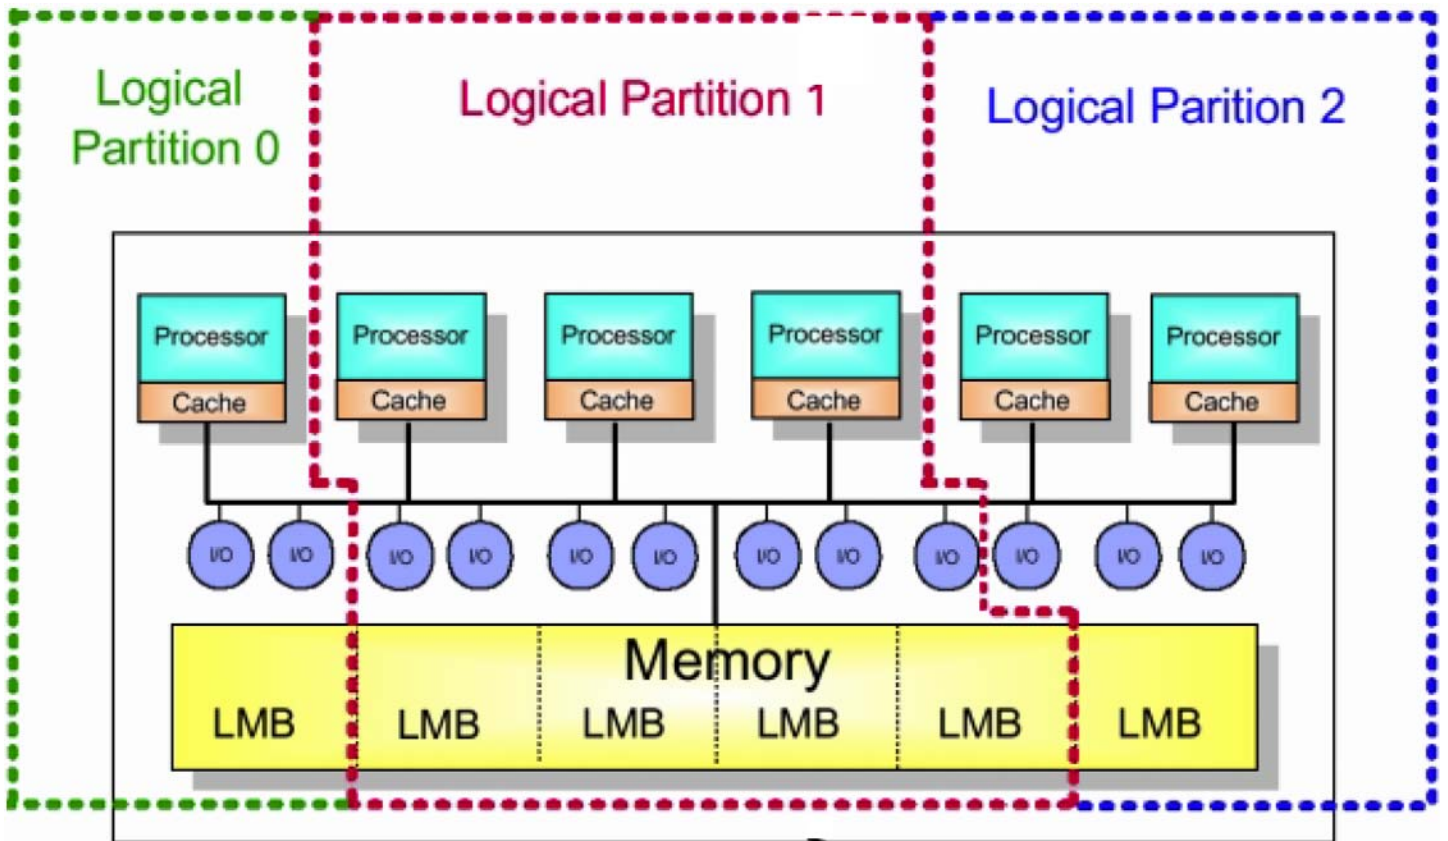 Logical
Partition 0
Logical Partition 1
Logical Parition 2
Processor Processor Processor Processor Processor Processor
Cache Cache Cache Cache Cache Cache
I/O I/O I/O I/O I/O I/O I/O I/O I/O I/O I/O I/O
Memory
LMB LMB LMB LMB LMB LMB